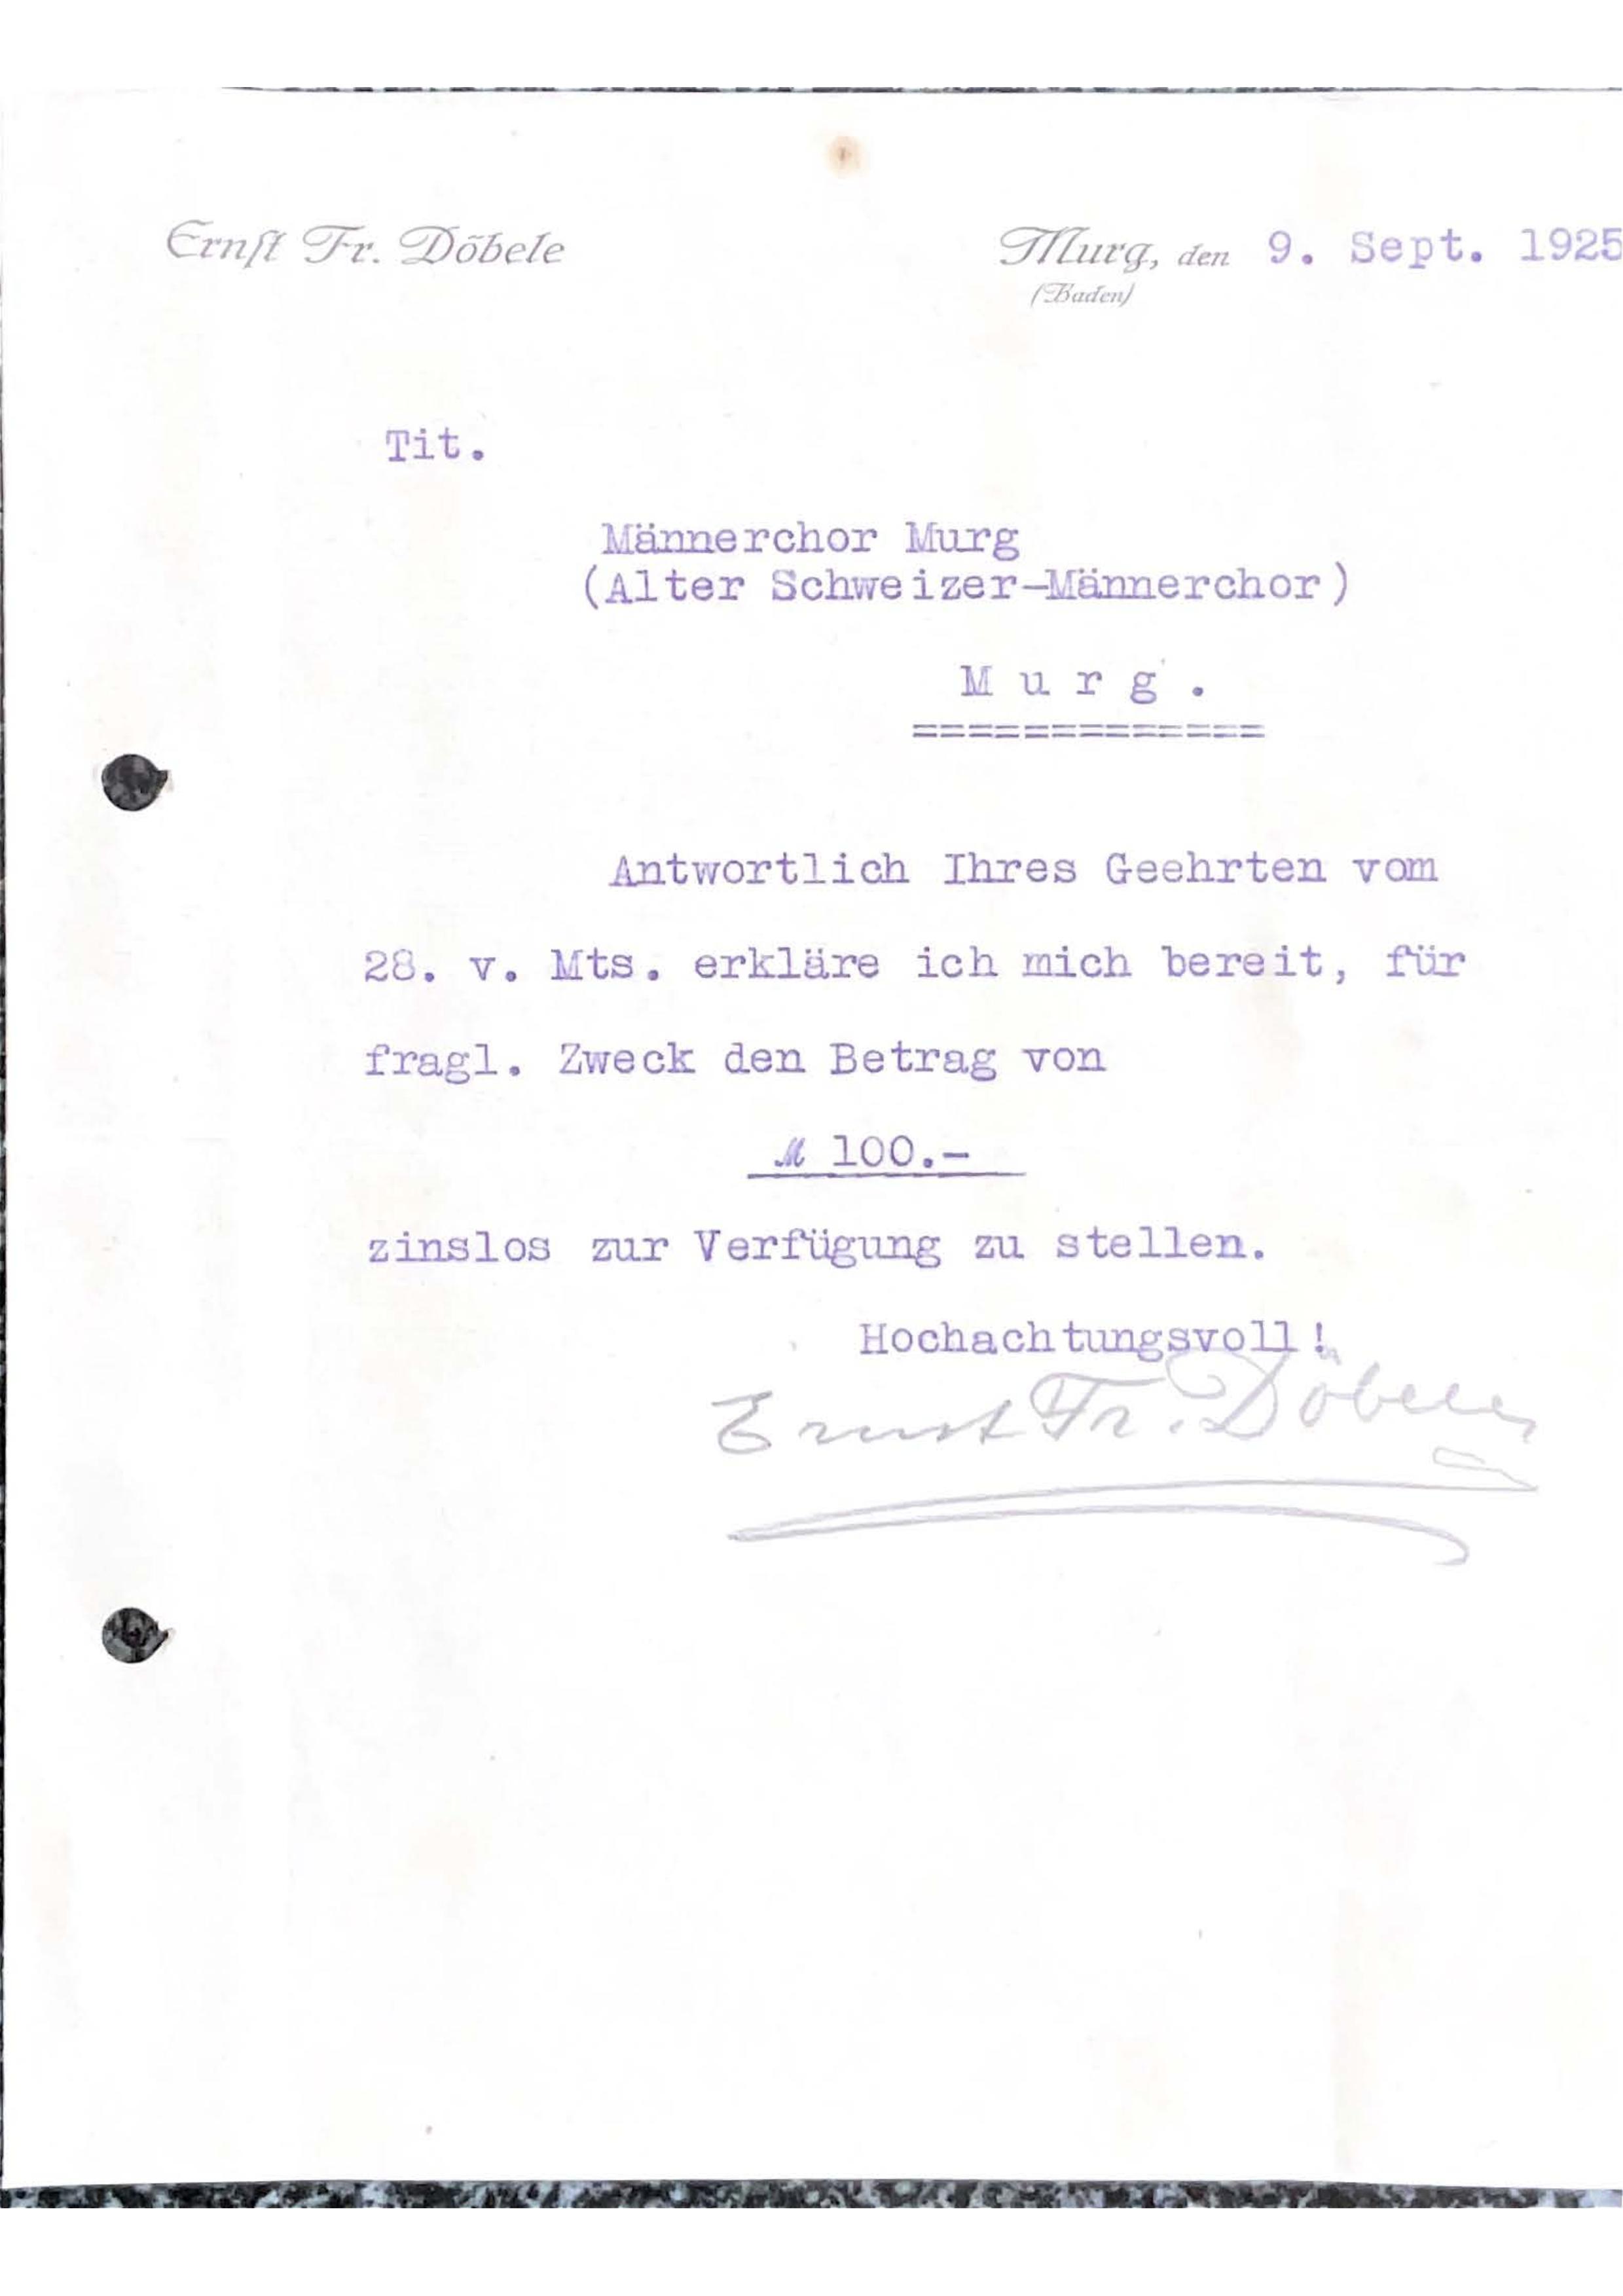 Ernst Fr. Döbele
Murg, den 9. Sept. 1925
(Baden)
Tit.
Männerchor Murg
(Alter Schweizer-Männerchor)
Murg.
=============
Antwortlich Ihres Geehrten vom
28. v. Mts. erkläre ich mich bereit, für
fragl. Zweck den Betrag von
M 100.-
zinslos zur Verfügung zu stellen.
Hochachtungsvoll!
Ernst Fr. Döbele